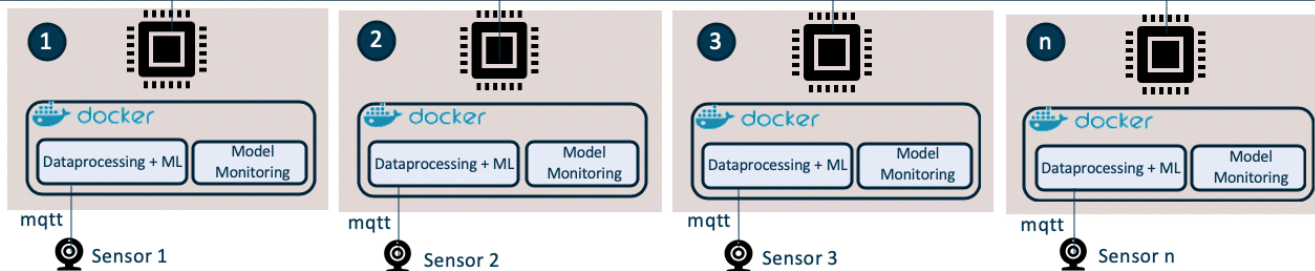 1
docker
Dataprocessing + ML
Model
Monitoring
mqtt
Sensor 1
2
docker
Dataprocessing + ML
Model
Monitoring
mqtt
Sensor 2
3
docker
Dataprocessing + ML
Model
Monitoring
mqtt
Sensor 3
n
docker
Dataprocessing + ML
Model
Monitoring
mqtt
Sensor n